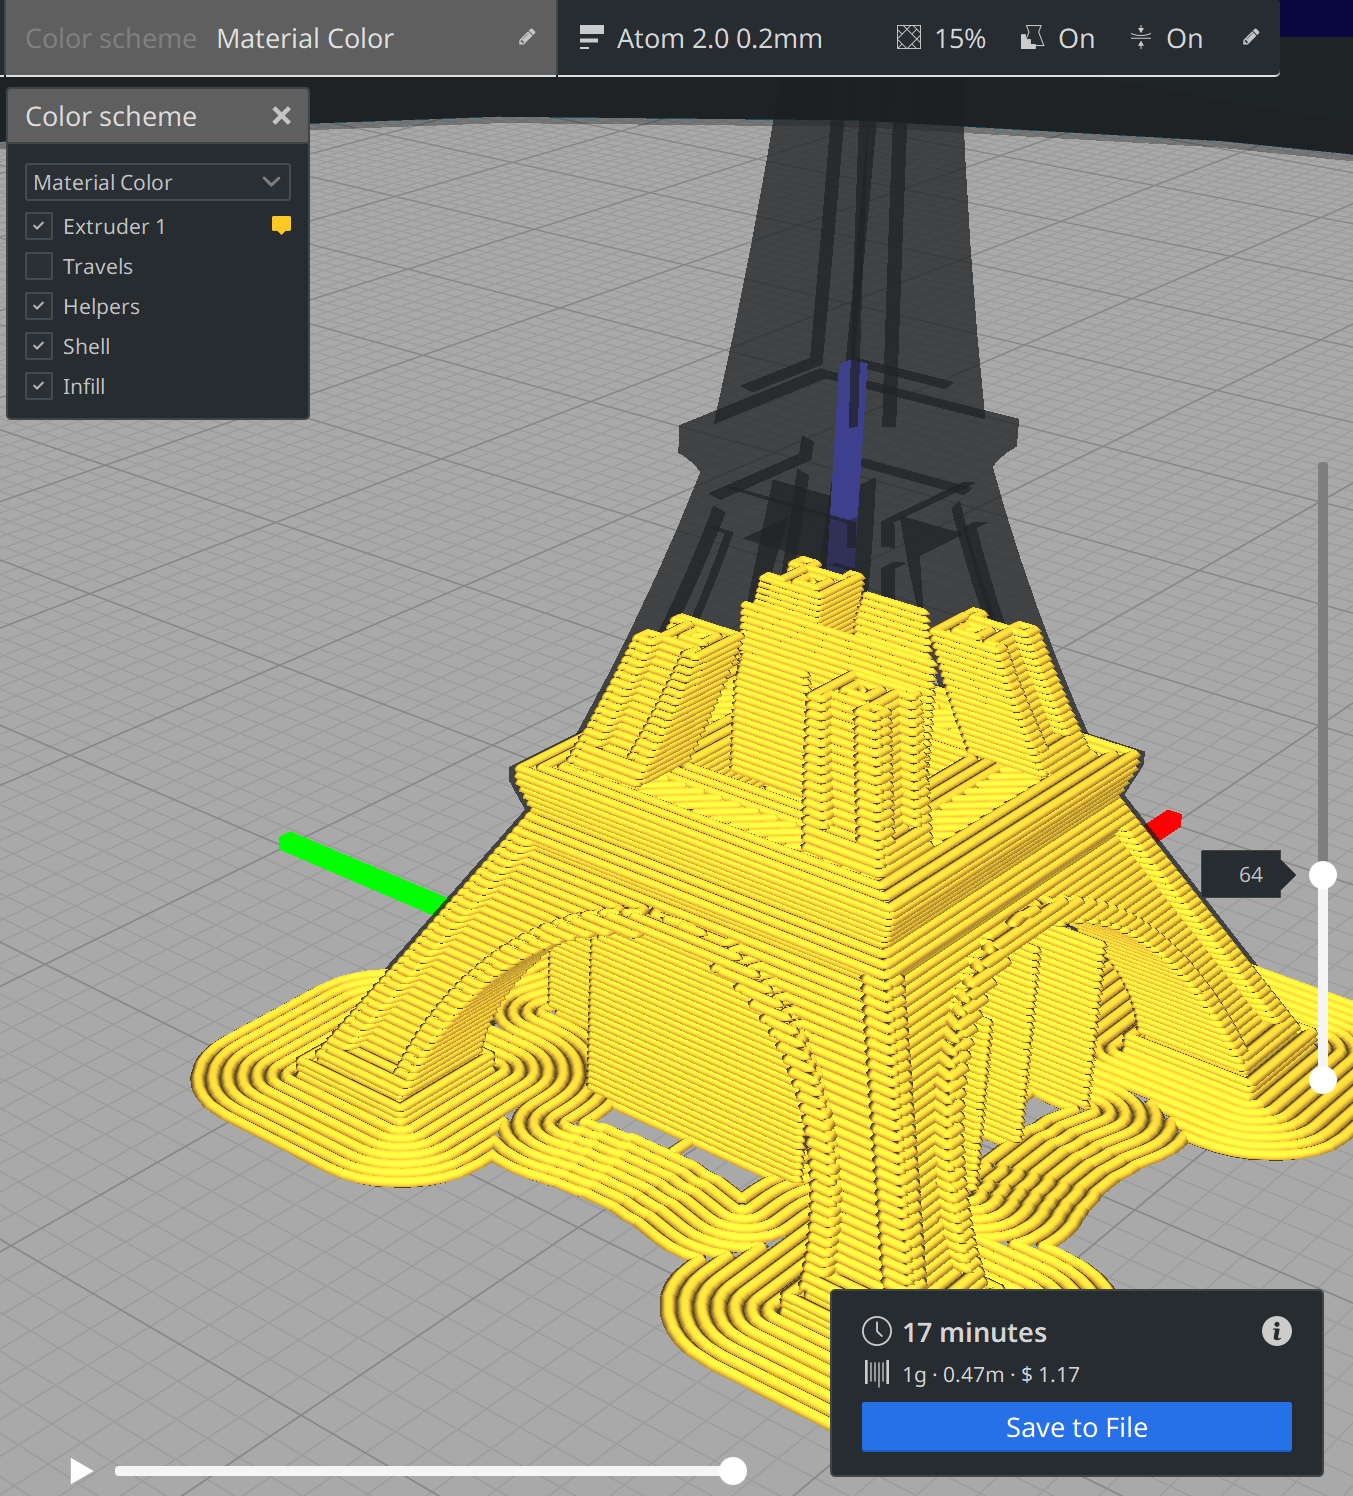 Color scheme Material Color
Atom 2.0 0.2mm 15% On On
Color scheme
Material Color
Extruder 1
Travels
Helpers
Shell
Infill
64
17 minutes
1g · 0.47m · $ 1.17
Save to File